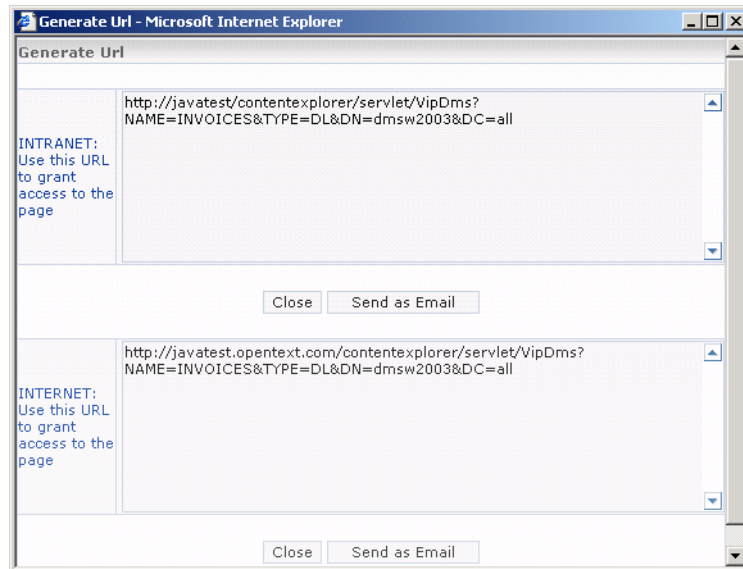 Generate Url - Microsoft Internet Explorer
Generate Url
INTRANET:
Use this URL
to grant
access to the
page
http://javatest/contentexplorer/servlet/VipDms?
NAME=INVOICES&TYPE=DL&DN=dmsw2003&DC=all
Close Send as Email
INTERNET:
Use this URL
to grant
access to the
page
http://javatest.opentext.com/contentexplorer/servlet/VipDms?
NAME=INVOICES&TYPE=DL&DN=dmsw2003&DC=all
Close Send as Email